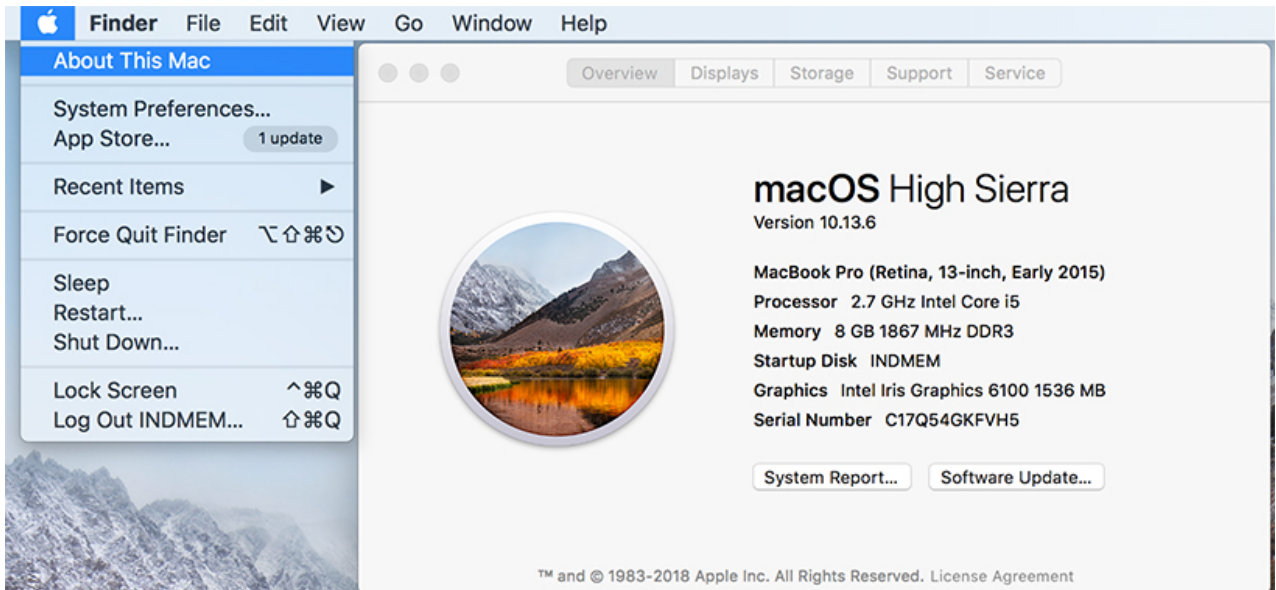 Finder File Edit View Go Window Help
About This Mac
System Preferences...
App Store... 1 update
Recent Items ▶
Force Quit Finder ⌥⇧⌘⎋
Sleep
Restart...
Shut Down...
Lock Screen ^⌘Q
Log Out INDMEM... ⇧⌘Q
Overview Displays Storage Support Service
macOS High Sierra
Version 10.13.6
MacBook Pro (Retina, 13-inch, Early 2015)
Processor 2.7 GHz Intel Core i5
Memory 8 GB 1867 MHz DDR3
Startup Disk INDMEM
Graphics Intel Iris Graphics 6100 1536 MB
Serial Number C17Q54GKFVH5
System Report... Software Update...
™ and © 1983-2018 Apple Inc. All Rights Reserved. License Agreement